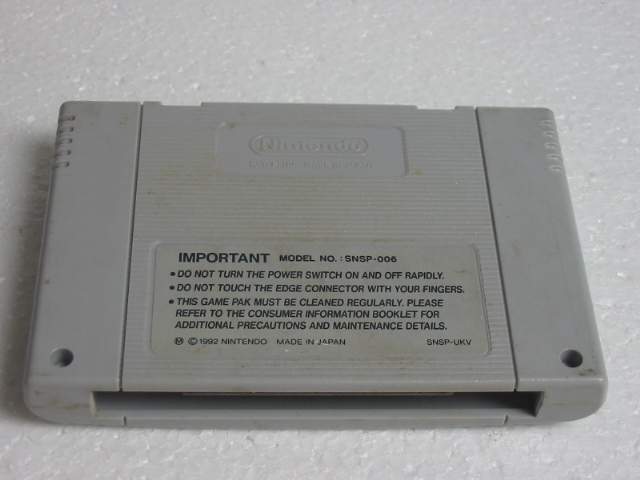 Nintendo
IMPORTANT MODEL NO.: SNSP-006
• DO NOT TURN THE POWER SWITCH ON AND OFF RAPIDLY.
• DO NOT TOUCH THE EDGE CONNECTOR WITH YOUR FINGERS.
• THIS GAME PAK MUST BE CLEANED REGULARLY. PLEASE
REFER TO THE CONSUMER INFORMATION BOOKLET FOR
ADDITIONAL PRECAUTIONS AND MAINTENANCE DETAILS.
Ⓜ ©1992 NINTENDO MADE IN JAPAN SNSP-UKV